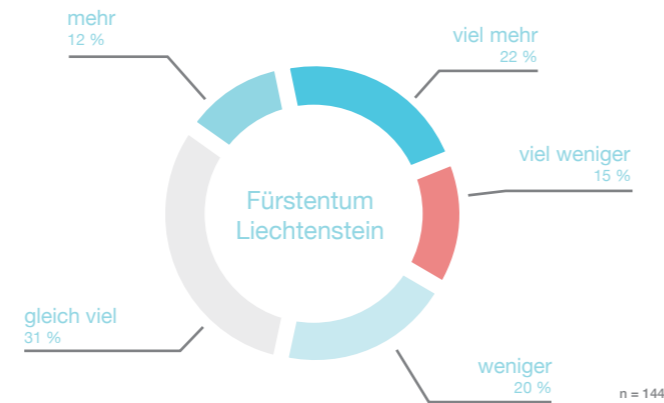 mehr
12 %
viel mehr
22 %
viel weniger
15 %
Fürstentum
Liechtenstein
gleich viel
31 %
weniger
20 %
n = 144